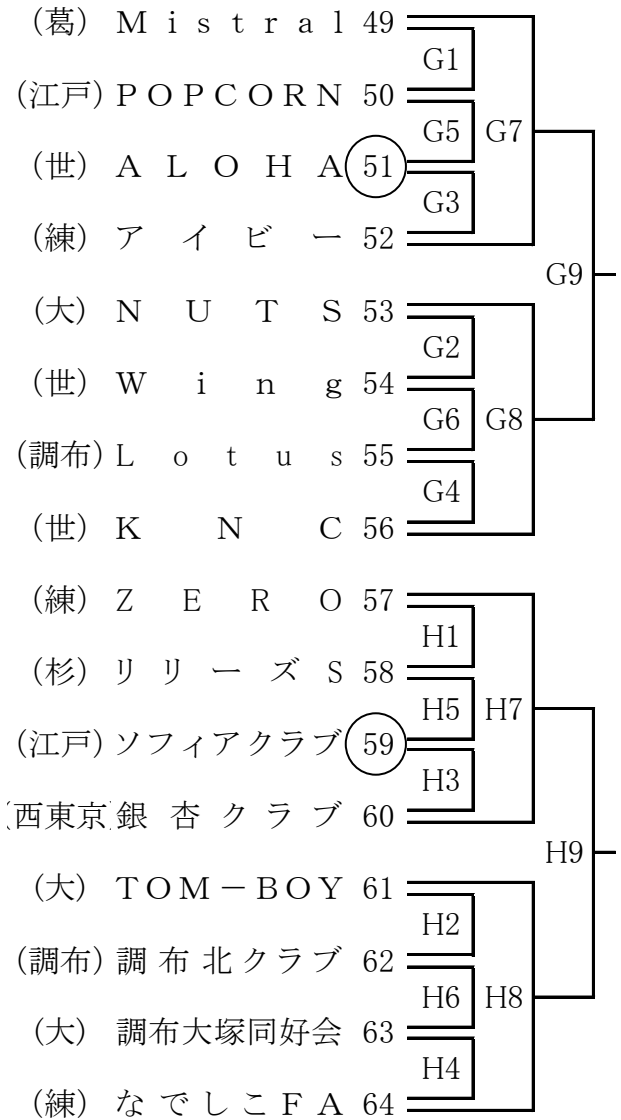 (葛) Mistral 49
G1
(江戸) POPCORN 50
G5 G7
(世) ALOHA 51
G3
(練) アイビー 52
G9
(大) NUTS 53
G2
(世) Wing 54
G6 G8
(調布) Lotus 55
G4
(世) KNC 56
(練) ZERO 57
H1
(杉) リリーズS 58
H5 H7
(江戸) ソフィアクラブ 59
H3
(西東京) 銀杏クラブ 60
H9
(大) TOM－BOY 61
H2
(調布) 調布北クラブ 62
H6 H8
(大) 調布大塚同好会 63
H4
(練) なでしこFA 64